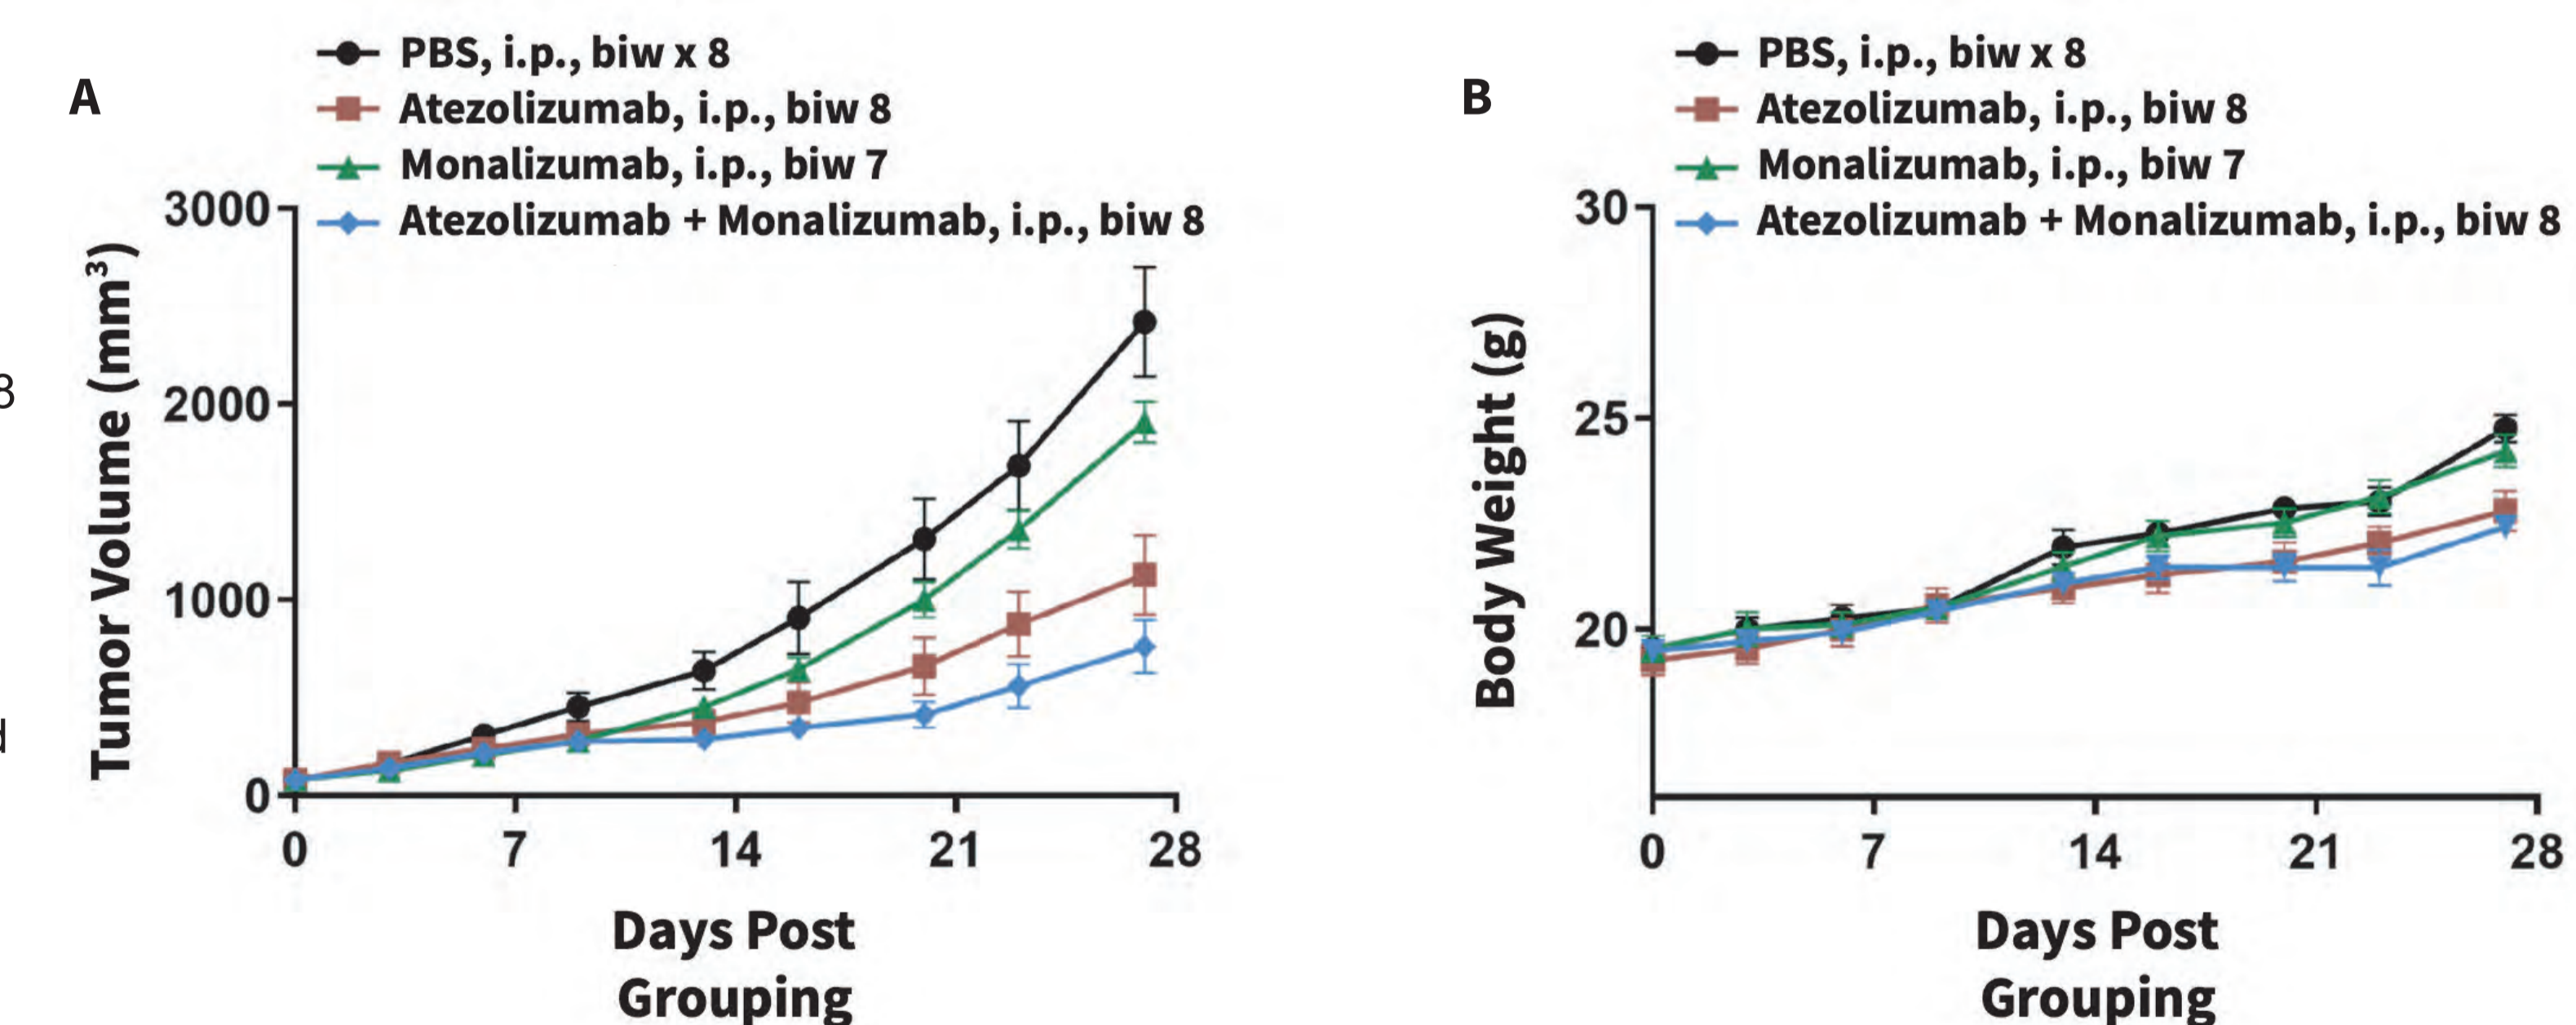 A
PBS, i.p., biw x 8
Atezolizumab, i.p., biw 8
Monalizumab, i.p., biw 7
Atezolizumab + Monalizumab, i.p., biw 8
Tumor Volume (mm³)
3000
2000
1000
0
0 7 14 21 28
Days Post
Grouping
B
PBS, i.p., biw x 8
Atezolizumab, i.p., biw 8
Monalizumab, i.p., biw 7
Atezolizumab + Monalizumab, i.p., biw 8
Body Weight (g)
30
25
20
0 7 14 21 28
Days Post
Grouping
8